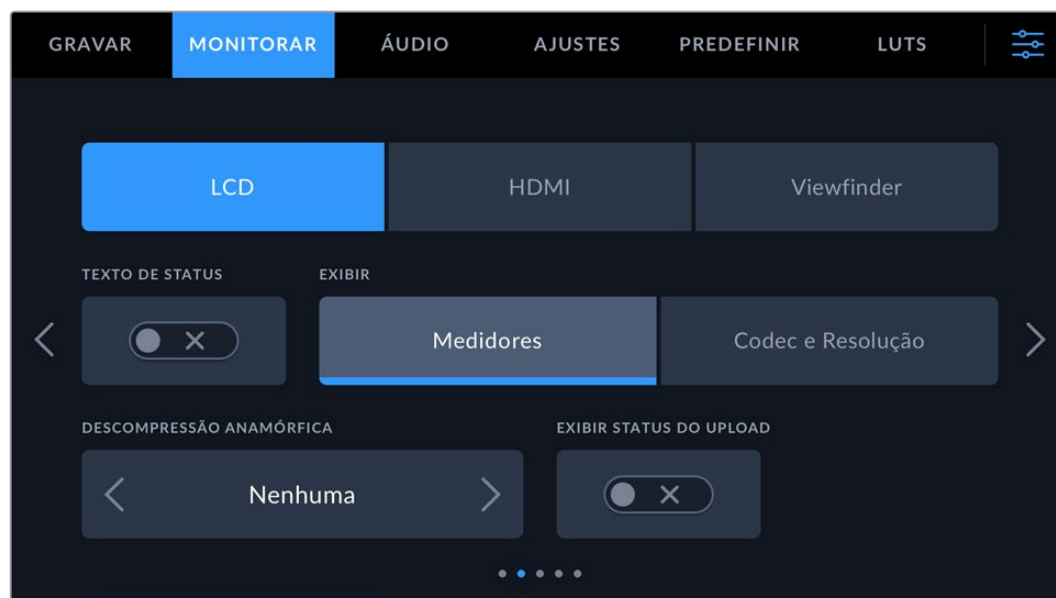 GRAVAR MONITORAR ÁUDIO AJUSTES PREDEFINIR LUTS
LCD HDMI Viewfinder
TEXTO DE STATUS EXIBIR
Medidores Codec e Resolução
DESCOMPRESSÃO ANAMÓRFICA EXIBIR STATUS DO UPLOAD
Nenhuma